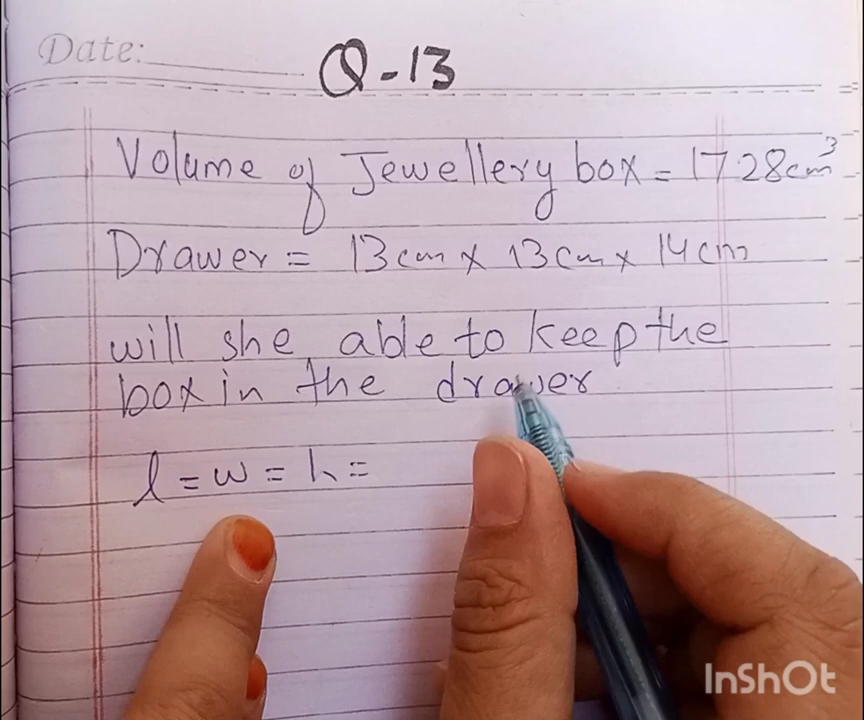 Date:
Q-13
Volume of Jewellery box = 1728cm³
Drawer = 13cm x 13cm x 14cm
will she able to keep the
box in the drawer
l = w = h =
InShOt